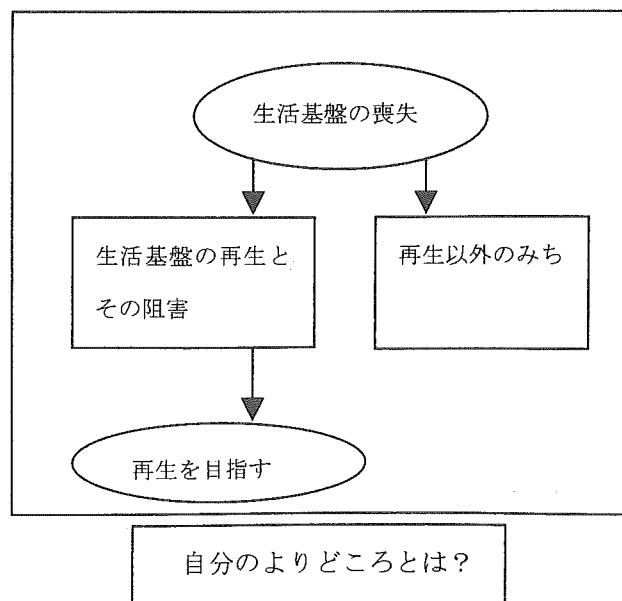 生活基盤の喪失
生活基盤の再生と
その阻害
再生以外のみち
再生を目指す
自分のよりどころとは？